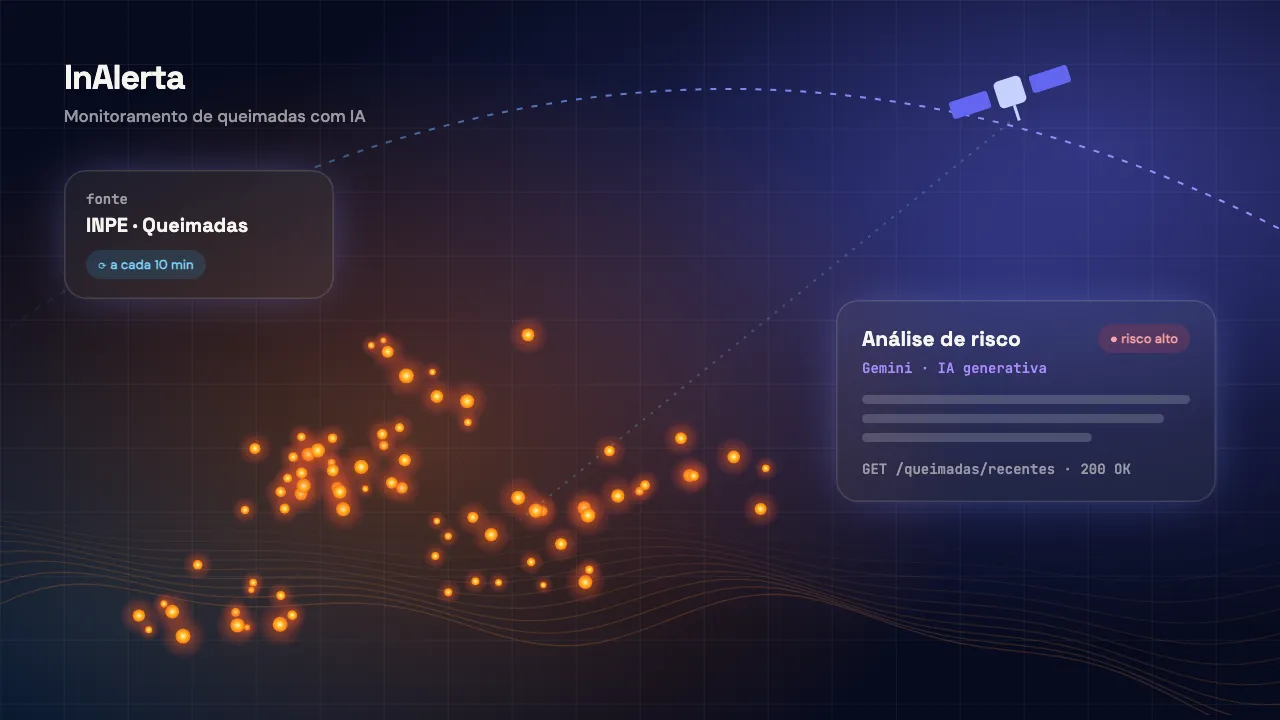 InAlerta
Monitoramento de queimadas com IA
fonte
INPE · Queimadas
⟳ a cada 10 min
Análise de risco
● risco alto
Gemini · IA generativa
GET /queimadas/recentes · 200 OK